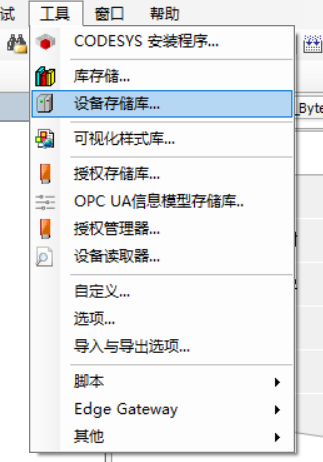 试 工具 窗口 帮助
CODESYS 安装程序...
库存储...
设备存储库...
_Byte
可视化样式库...
授权存储库...
OPC UA信息模型存储库..
授权管理器...
设备读取器...
自定义...
选项...
导入与导出选项...
脚本
Edge Gateway
其他